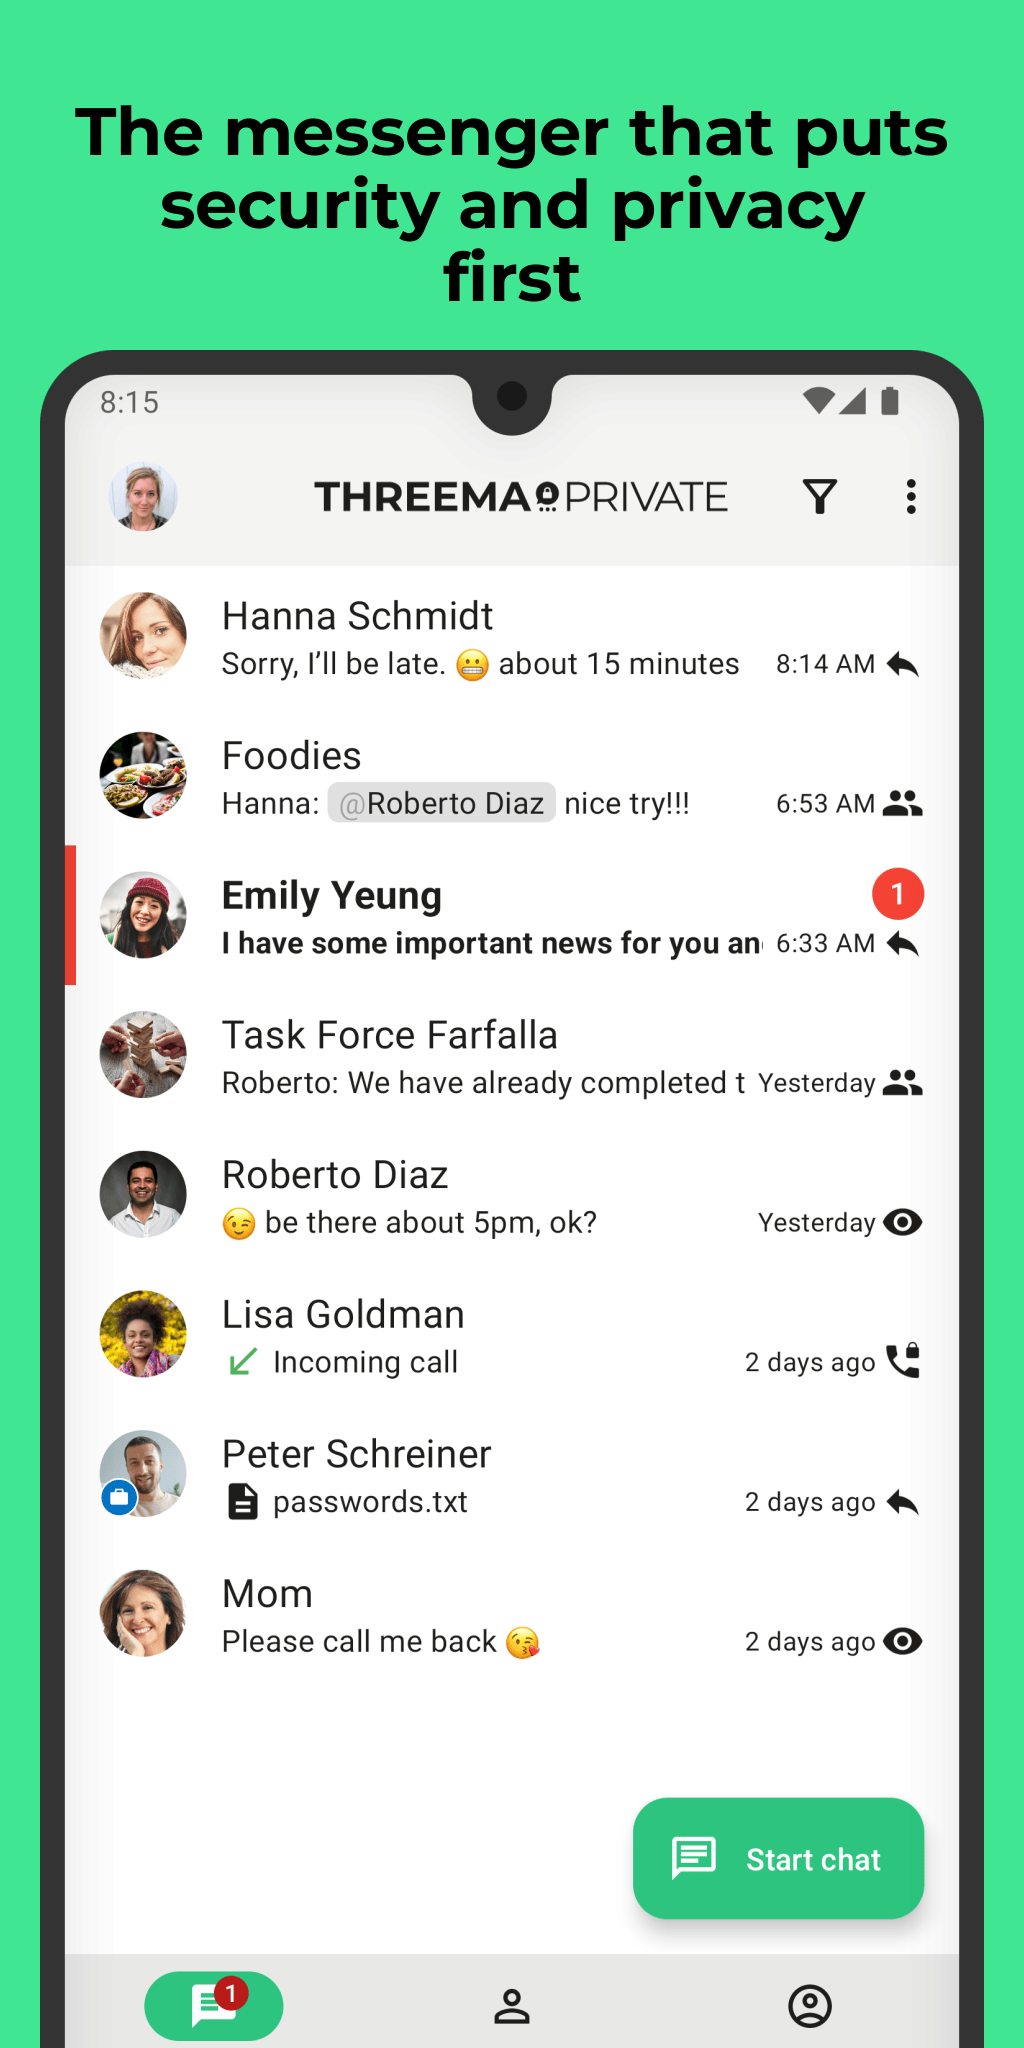 The messenger that puts
security and privacy
first
8:15
THREEMA PRIVATE
Hanna Schmidt
Sorry, I’ll be late. 😬 about 15 minutes 8:14 AM
Foodies
Hanna: @Roberto Diaz nice try!!! 6:53 AM
Emily Yeung 1
I have some important news for you an 6:33 AM
Task Force Farfalla
Roberto: We have already completed t Yesterday
Roberto Diaz
😉 be there about 5pm, ok? Yesterday
Lisa Goldman
Incoming call 2 days ago
Peter Schreiner
passwords.txt 2 days ago
Mom
Please call me back 😘 2 days ago
Start chat
1